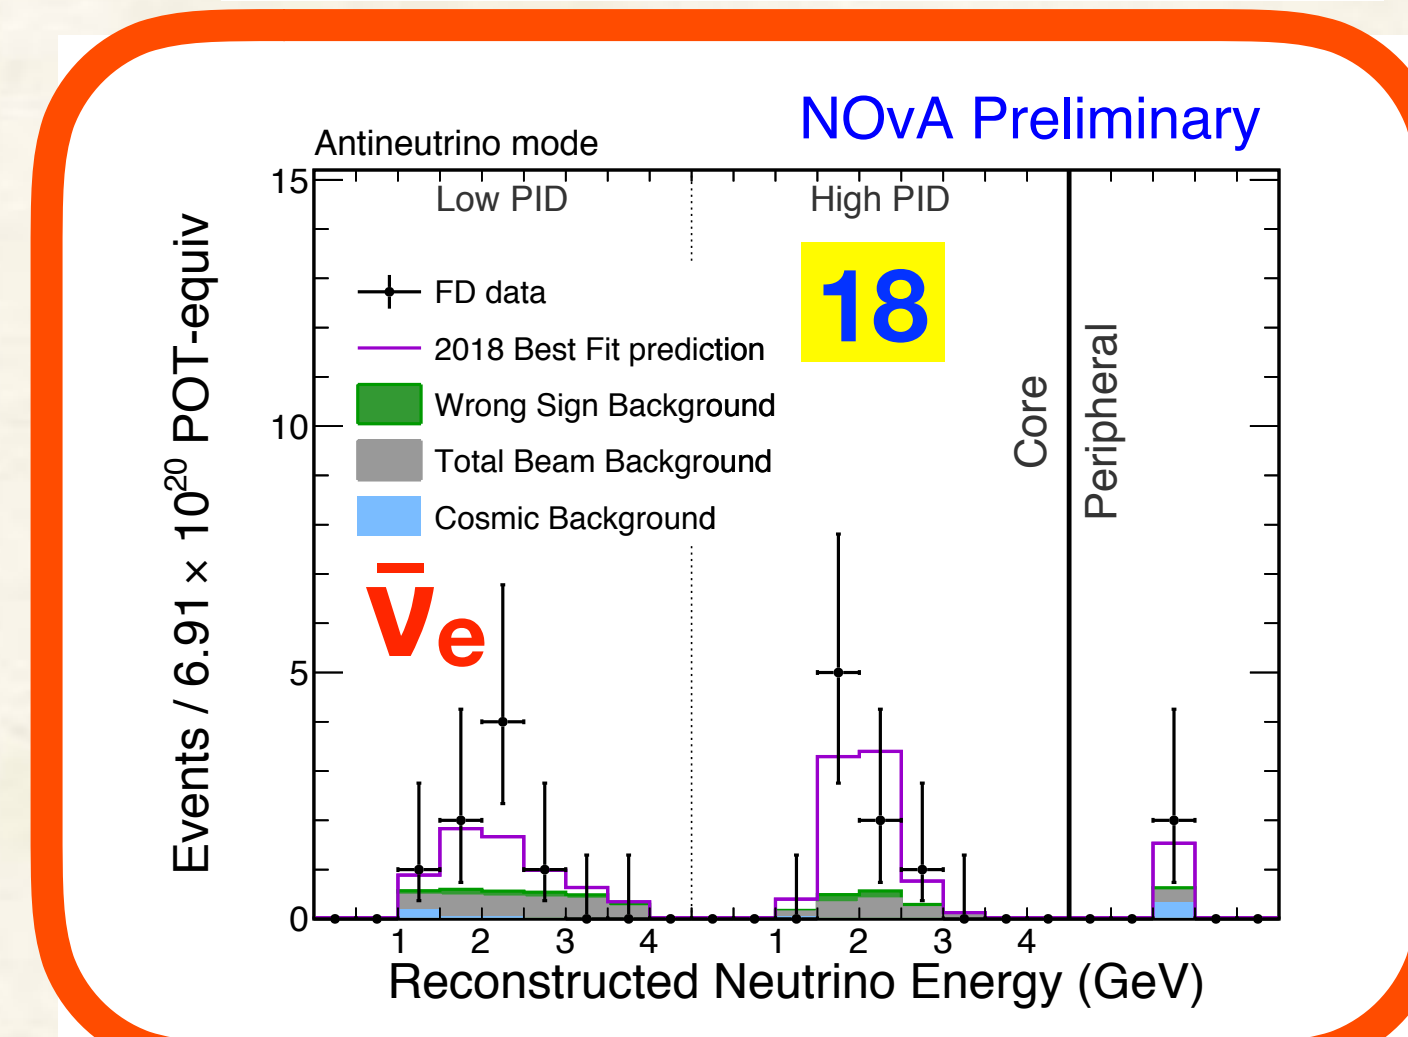 NOvA Preliminary
Antineutrino mode
Low PID
High PID
18
FD data
2018 Best Fit prediction
Wrong Sign Background
Total Beam Background
Cosmic Background
ν̄e
Core
Peripheral
Events / 6.91 × 10²⁰ POT-equiv
15
10
5
0
1 2 3 4 1 2 3 4
Reconstructed Neutrino Energy (GeV)